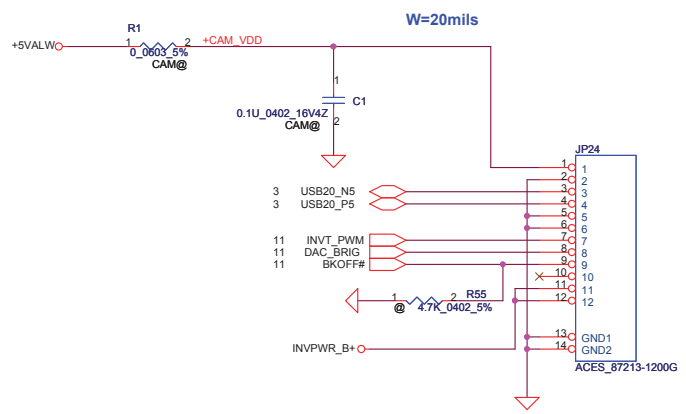 W=20mils
R1
+5VALW
1
2
+CAM_VDD
0_0603_5%
CAM@
1
C1
0.1U_0402_16V4Z
2
CAM@
JP24
1
1
2
2
3
USB20_N5
3
3
3
USB20_P5
4
4
5
5
6
6
11
INVT_PWM
7
7
11
DAC_BRIG
8
8
11
BKOFF#
9
9
10
10
11
11
12
12
1
2
R55
@
4.7K_0402_5%
13
GND1
INVPWR_B+
14
GND2
ACES_87213-1200G